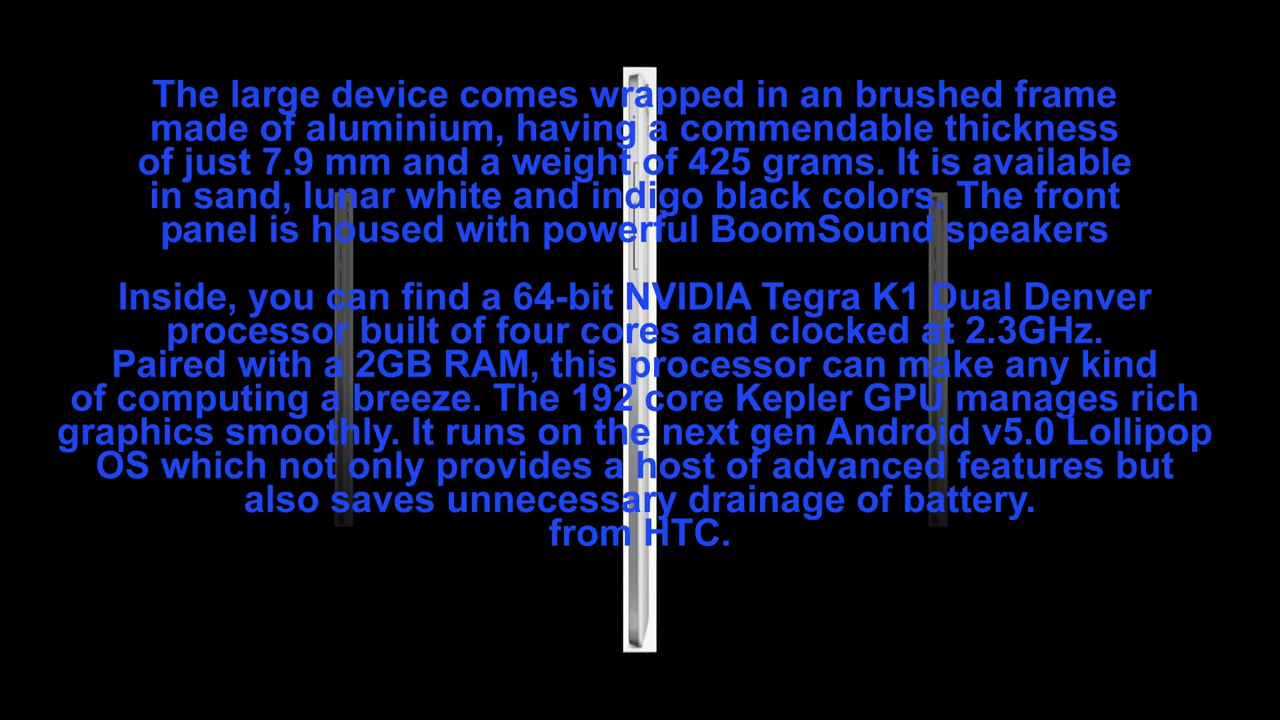 The large device comes wrapped in an brushed frame
made of aluminium, having a commendable thickness
of just 7.9 mm and a weight of 425 grams. It is available
in sand, lunar white and indigo black colors. The front
panel is housed with powerful BoomSound speakers
Inside, you can find a 64-bit NVIDIA Tegra K1 Dual Denver
processor built of four cores and clocked at 2.3GHz.
Paired with a 2GB RAM, this processor can make any kind
of computing a breeze. The 192 core Kepler GPU manages rich
graphics smoothly. It runs on the next gen Android v5.0 Lollipop
OS which not only provides a host of advanced features but
also saves unnecessary drainage of battery.
from HTC.